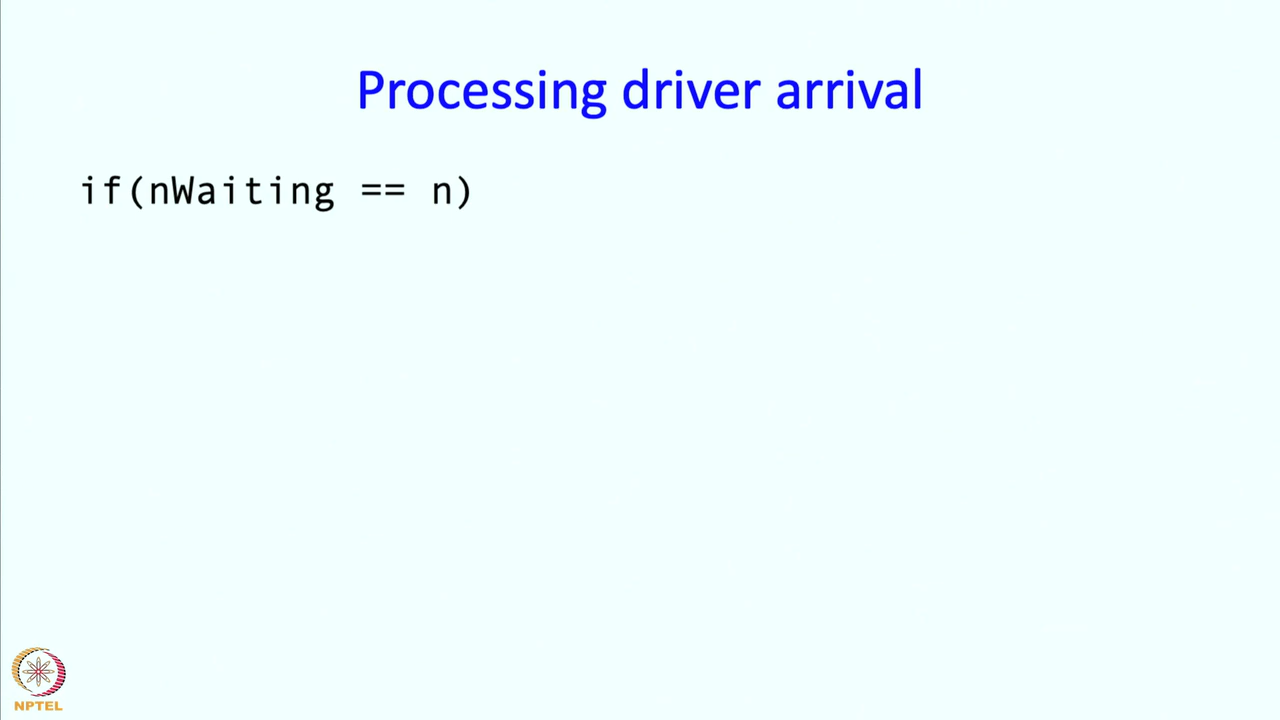 Processing driver arrival
if(nWaiting == n)
NPTEL